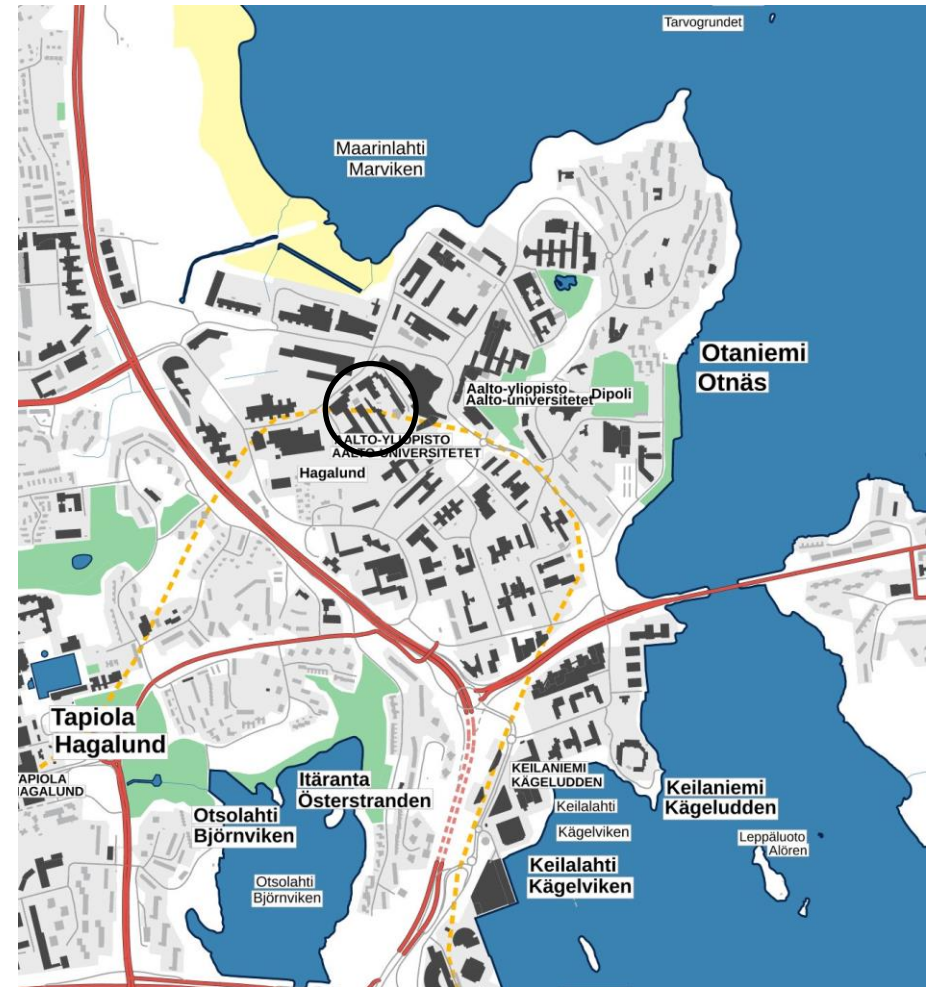 Tarvogrundet
Maarinlahti
Marviken
Otaniemi
Otnäs
Aalto-yliopisto
Aalto-universitetet
Dipoli
AALTO-YLIOPISTO
AALTO-UNIVERSITETET
Hagalund
Tapiola
Hagalund
TAPIOLA
HAGALUND
Itäranta
Österstranden
Otsolahti
Björnviken
Otsolahti
Björnviken
KEILANIEMI
KÄGELUDDEN
Keilalahti
Kägelviken
Keilaniemi
Kägeludden
Leppäluoto
Alören
Keilalahti
Kägelviken